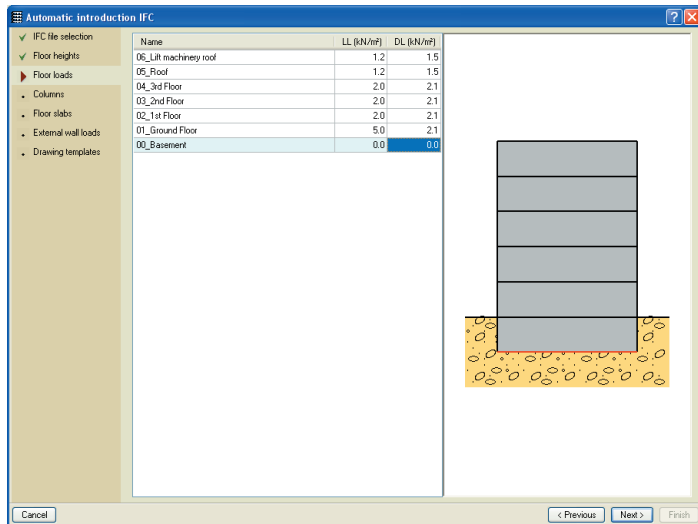 Automatic introduction IFC
IFC file selection
Floor heights
Floor loads
Columns
Floor slabs
External wall loads
Drawing templates
Name LL (kN/m²) DL (kN/m²)
06_Lift machinery roof 1.2 1.5
05_Roof 1.2 1.5
04_3rd Floor 2.0 2.1
03_2nd Floor 2.0 2.1
02_1st Floor 2.0 2.1
01_Ground Floor 5.0 2.1
00_Basement 0.0 0.0
Cancel < Previous Next > Finish